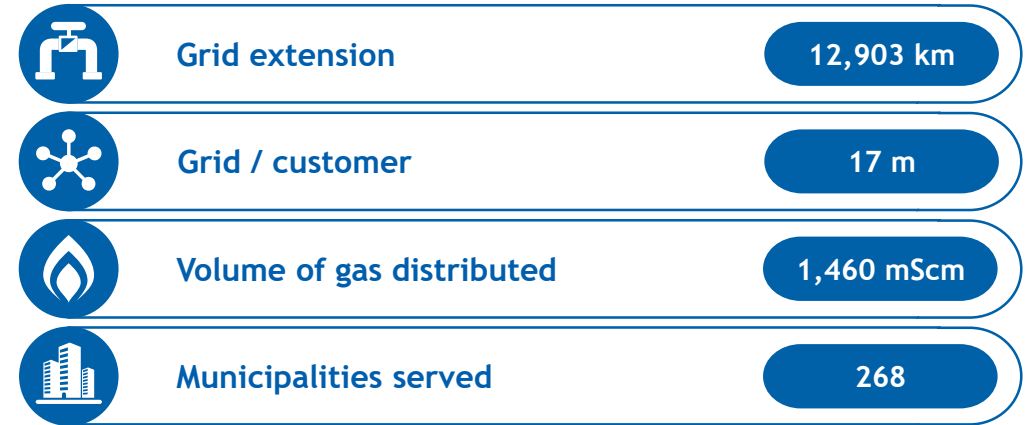 Grid extension 12,903 km
Grid / customer 17 m
Volume of gas distributed 1,460 mScm
Municipalities served 268